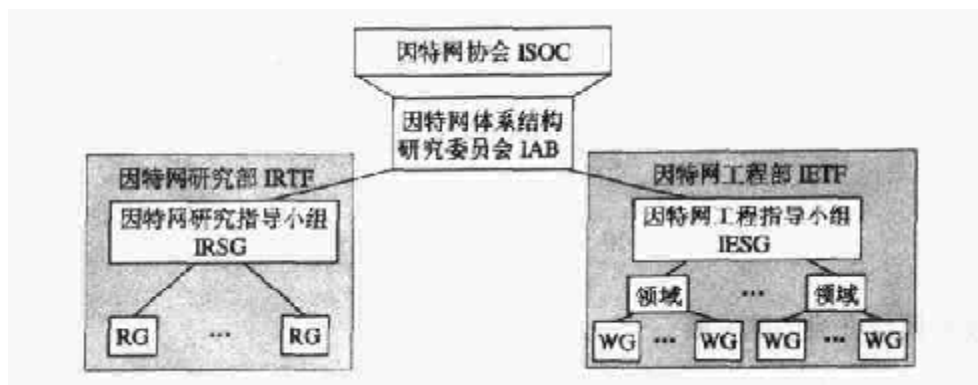 因特网协会 ISOC
因特网体系结构
研究委员会 IAB
因特网研究部 IRTF
因特网研究指导小组
IRSG
RG ··· RG
因特网工程部 IETF
因特网工程指导小组
IESG
领域 ··· 领域
WG ··· WG WG ··· WG